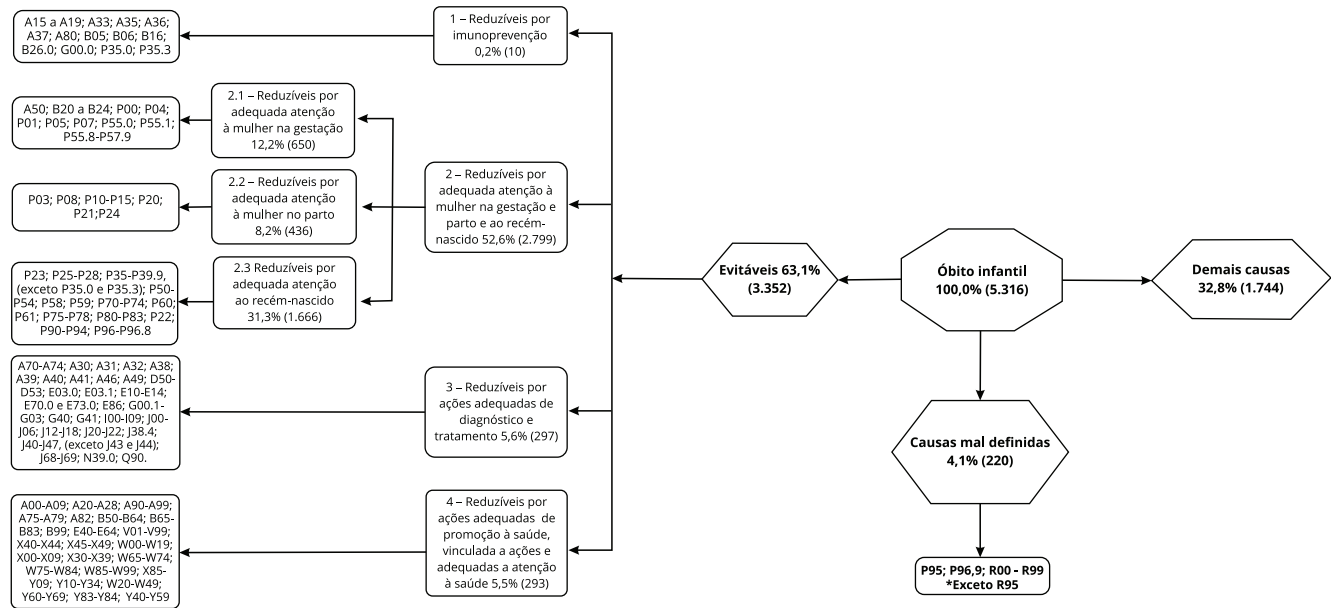 A15 a A19; A33; A35; A36;
A37; A80; B05; B06; B16;
B26.0; G00.0; P35.0; P35.3
1 – Reduzíveis por
imunoprevenção
0,2% (10)
A50; B20 a B24; P00; P04;
P01; P05; P07; P55.0; P55.1;
P55.8-P57.9
2.1 – Reduzíveis por
adequada atenção
à mulher na gestação
12,2% (650)
P03; P08; P10-P15; P20;
P21;P24
2.2 – Reduzíveis por
adequada atenção
à mulher no parto
8,2% (436)
P23; P25-P28; P35-P39.9,
(exceto P35.0 e P35.3); P50-
P54; P58; P59; P70-P74; P60;
P61; P75-P78; P80-P83; P22;
P90-P94; P96-P96.8
2.3 Reduzíveis por
adequada atenção
ao recém-nascido
31,3% (1.666)
2 – Reduzíveis por
adequada atenção à
mulher na gestação e
parto e ao recém-
nascido 52,6% (2.799)
A70-A74; A30; A31; A32; A38;
A39; A40; A41; A46; A49; D50-
D53; E03.0; E03.1; E10-E14;
E70.0 e E73.0; E86; G00.1-
G03; G40; G41; I00-I09; J00-
J06; J12-J18; J20-J22; J38.4;
J40-J47, (exceto J43 e J44);
J68-J69; N39.0; Q90.
3 – Reduzíveis por
ações adequadas de
diagnóstico e
tratamento 5,6% (297)
A00-A09; A20-A28; A90-A99;
A75-A79; A82; B50-B64; B65-
B83; B99; E40-E64; V01-V99;
X40-X44; X45-X49; W00-W19;
X00-X09; X30-X39; W65-W74;
W75-W84; W85-W99; X85-
Y09; Y10-Y34; W20-W49;
Y60-Y69; Y83-Y84; Y40-Y59
4 – Reduzíveis por
ações adequadas de
promoção à saúde,
vinculada a ações e
adequadas a atenção
à saúde 5,5% (293)
Evitáveis 63,1%
(3.352)
Óbito infantil
100,0% (5.316)
Demais causas
32,8% (1.744)
Causas mal definidas
4,1% (220)
P95; P96,9; R00 - R99
*Exceto R95